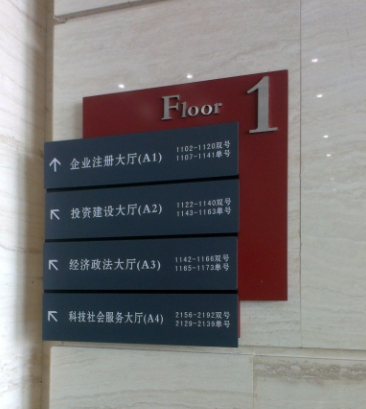 Floor 1
企业注册大厅(A1) 1102-1120双号
1107-1141单号
投资建设大厅(A2) 1122-1140双号
1143-1163单号
经济政法大厅(A3) 1142-1166双号
1165-1173单号
科技社会服务大厅(A4) 2156-2192双号
2129-2139单号